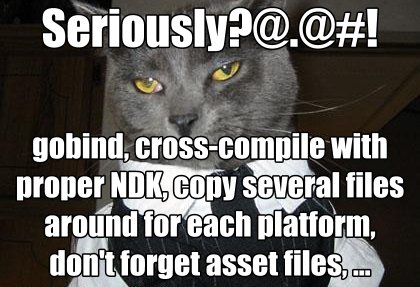 Seriously?@.@#!
gobind, cross-compile with
proper NDK, copy several files
around for each platform,
don't forget asset files, ...